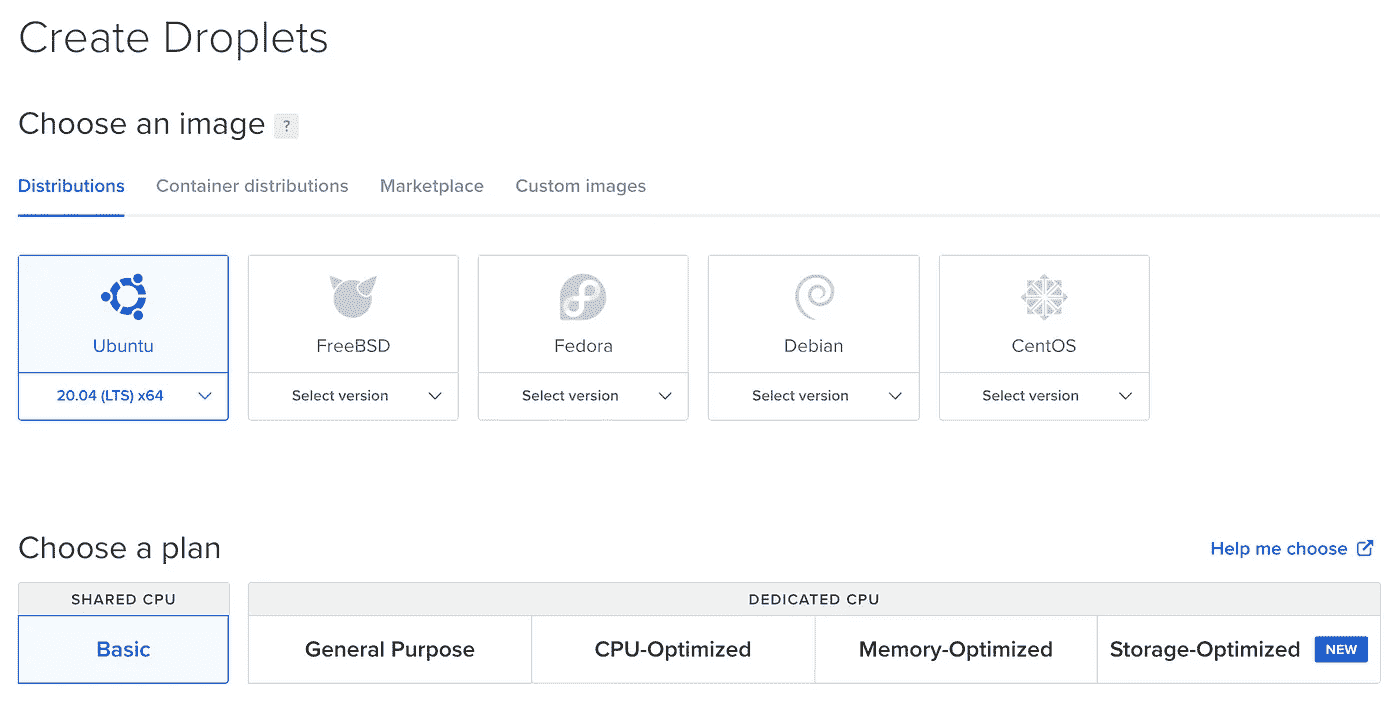 Create Droplets
Choose an image ?
Distributions Container distributions Marketplace Custom images
Ubuntu FreeBSD Fedora Debian CentOS
20.04 (LTS) x64 Select version Select version Select version Select version
Choose a plan Help me choose
SHARED CPU DEDICATED CPU
Basic General Purpose CPU-Optimized Memory-Optimized Storage-Optimized NEW